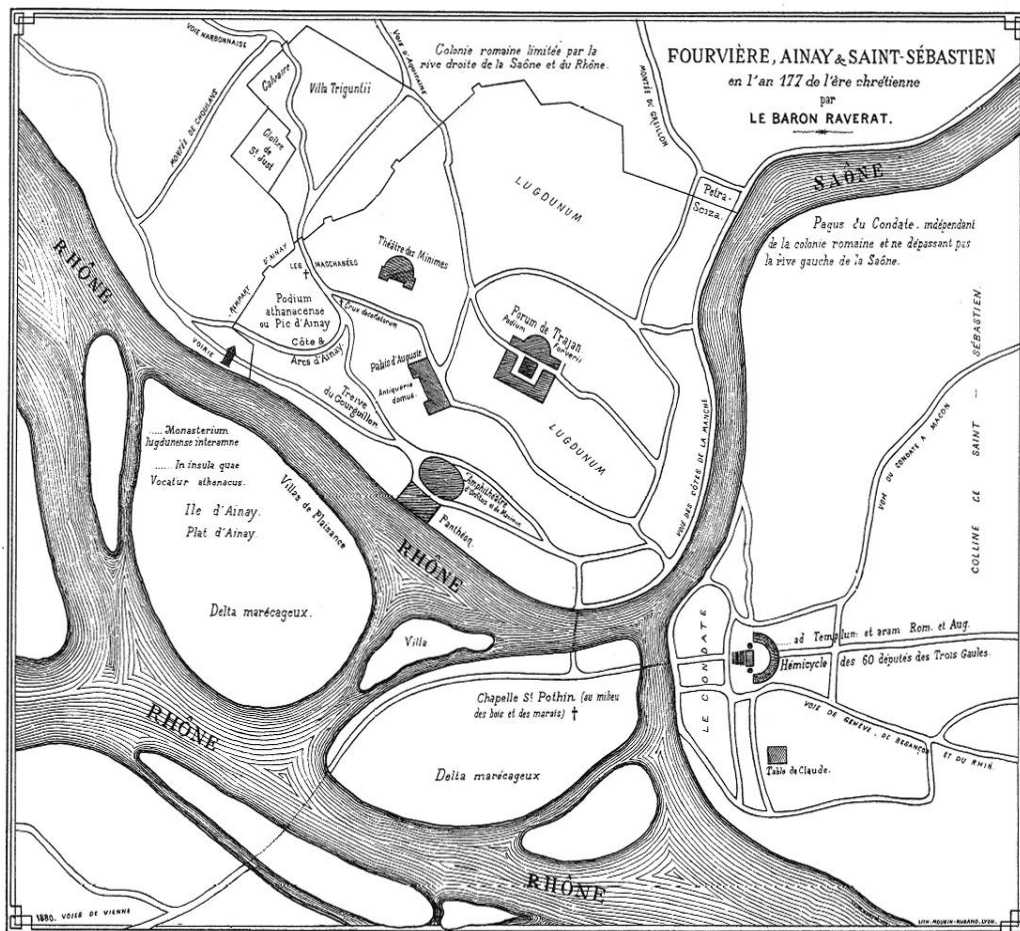 FOURVIÈRE, AINAY & SAINT-SÉBASTIEN
en l'an 177 de l'ère chrétienne
par
LE BARON RAVERAT.
Colonie romaine limitée par la
rive droite de la Saône et du Rhône.
VOIE NARBONNAISE
VOIE D'AQUITAINE
MONTÉE DE GREILLON
MONTÉE DE CHOULANS
Calvaire
Villa Triguntii
Cloître
de
St Just
LUGDUNUM
Petra-
Sciza.
SAÔNE
Pagus du Condate, indépendant
de la colonie romaine et ne dépassant pas
la rive gauche de la Saône.
RHÔNE
REMPART D'AINAY
LES MACCHABÉES
Théâtre des Minimes
Podium
athanacense
ou Pic d'Ainay
Côte &
Arcs d'Ainay.
VOIRIE
Crux decollatorum
Forum de Trajan
Podium Forverii
Palais d'Auguste
Antiquaria
domus.
Treive
du Gourguillon
LUGDUNUM
VOIE DES CÔTES DE LA MANCHE
COLLINE DE SAINT - SÉBASTIEN.
VOIE DU CONDATE A MACON
..... Monasterium
lugdunense interamne
...... In insula quae
Vocatur athenacus.
Ile d'Ainay.
Plat d'Ainay.
Villas de Plaisance
Amphithéâtre
Panthéon.
RHÔNE
Delta marécageux.
Villa
LE CONDATE
..... ad Templum et aram Rom. et Aug.
Hémicycle des 60 députés des Trois Gaules.
Chapelle St Pothin (au milieu
des bois et des marais)
VOIE DE GENÈVE, DE BESANÇON ET DU RHIN.
RHÔNE
Delta marécageux
Table de Claude.
RHÔNE
1880. VOIES DE VIENNE